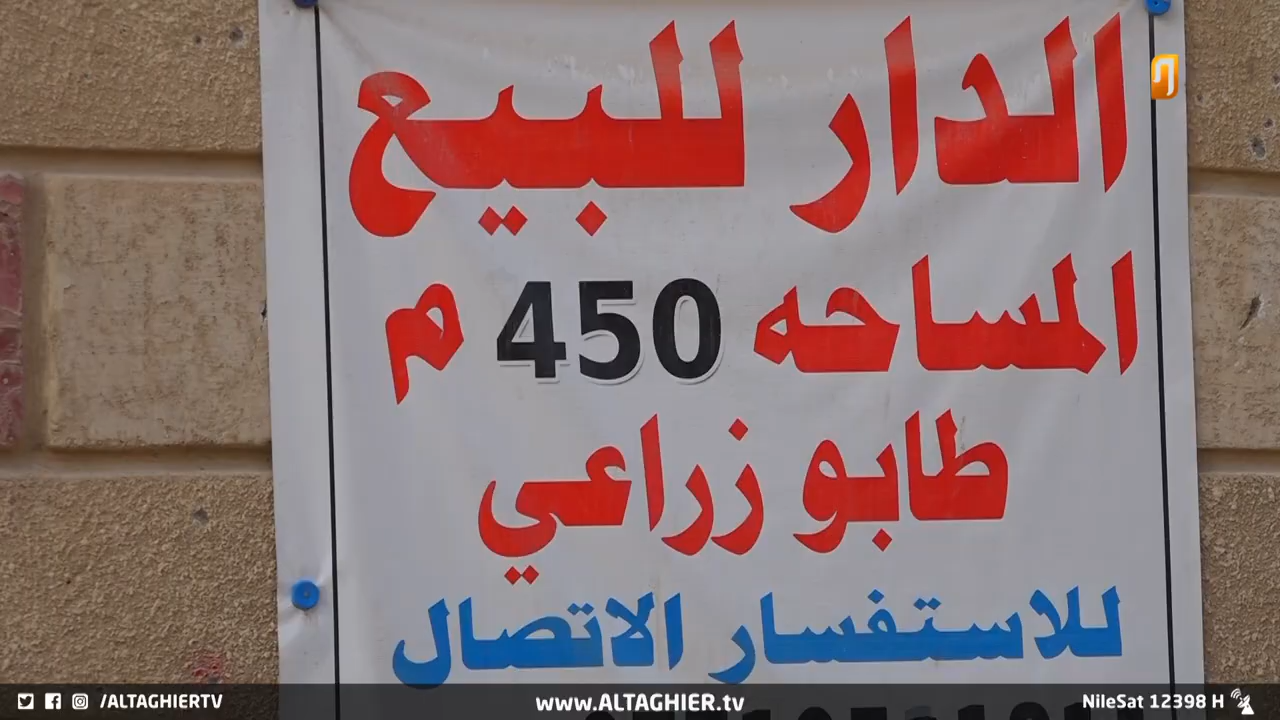 الدار للبيع
المساحه 450 م
طابو زراعي
للاستفسار الاتصال
/ALTAGHIERTV
www.ALTAGHIER.tv
NileSat 12398 H